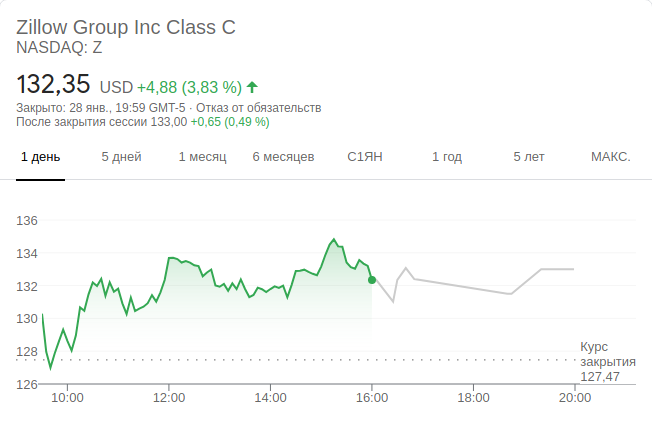 Zillow Group Inc Class C
NASDAQ: Z
132,35 USD +4,88 (3,83 %)
Закрыто: 28 янв., 19:59 GMT-5 · Отказ от обязательств
После закрытия сессии 133,00 +0,65 (0,49 %)
1 день 5 дней 1 месяц 6 месяцев С1ЯН 1 год 5 лет МАКС.
136
134
132
130
128
126
Курс
закрытия
127,47
10:00 12:00 14:00 16:00 18:00 20:00